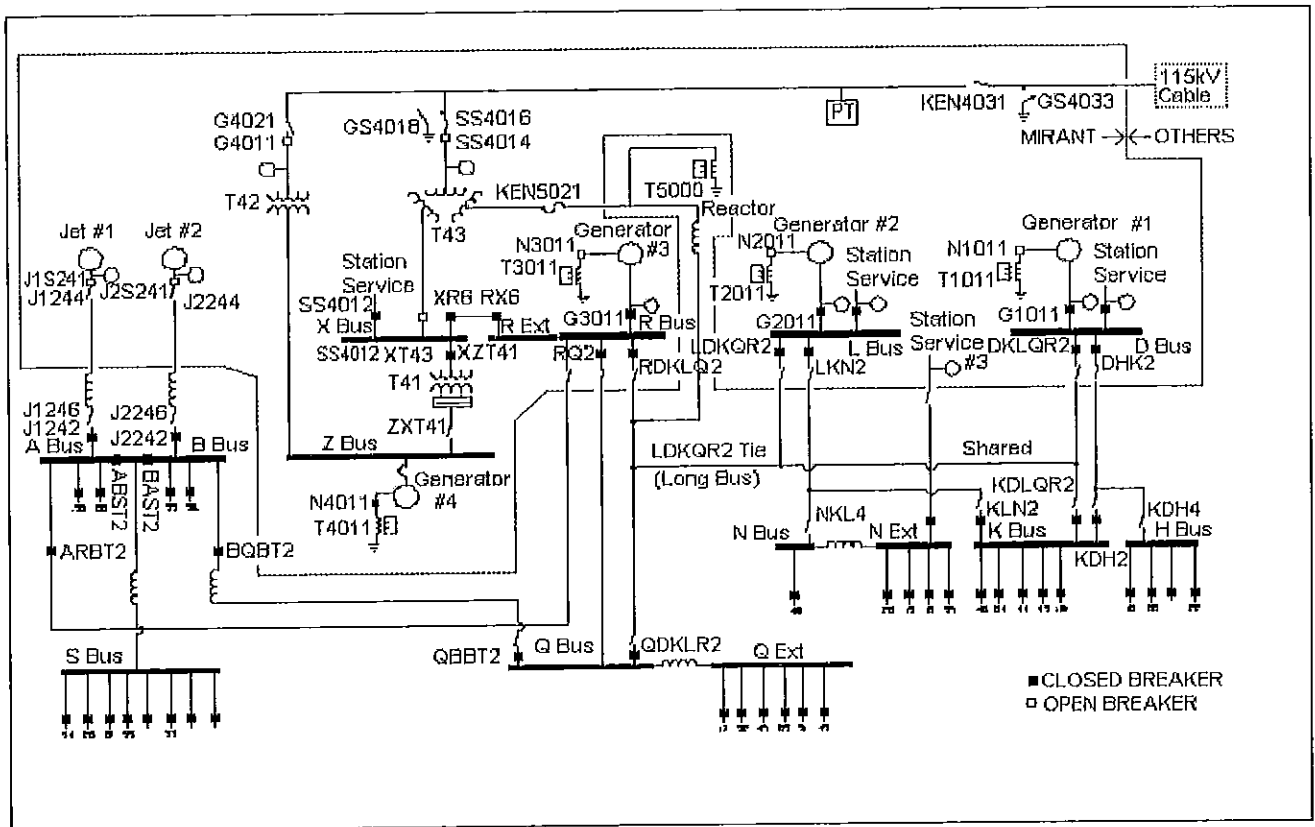 115kV
Cable
KEN4031
GS4033
PT
MIRANT
OTHERS
G4021
G4011
GS4018
SS4016
SS4014
T42
T43
KEN5021
T5000
Reactor
Jet #1
Jet #2
J1S241
J1244
J2S241
J2244
Station
Service
SS4012
X Bus
SS4012
XT43
XR6
RX6
R Ext
XZT41
T41
N3011
T3011
Generator
#3
G3011
R Bus
RQ2
RDKLQ2
N2011
T2011
Generator #2
Station
Service
G2011
L Bus
LDKQR2
LKN2
Station
Service
#3
N1011
T1011
Generator #1
Station
Service
G1011
D Bus
DKLQR2
DHK2
J1246
J1242
J2246
J2242
A Bus
B Bus
ABST2
BAST2
ARBT2
BQBT2
ZXT41
Z Bus
Generator
#4
N4011
T4011
LDKQR2 Tie
(Long Bus)
Shared
KDLQR2
KLN2
KDH4
NKL4
N Bus
N Ext
K Bus
H Bus
KDH2
S Bus
QBBT2
Q Bus
QDKLR2
Q Ext
CLOSED BREAKER
OPEN BREAKER